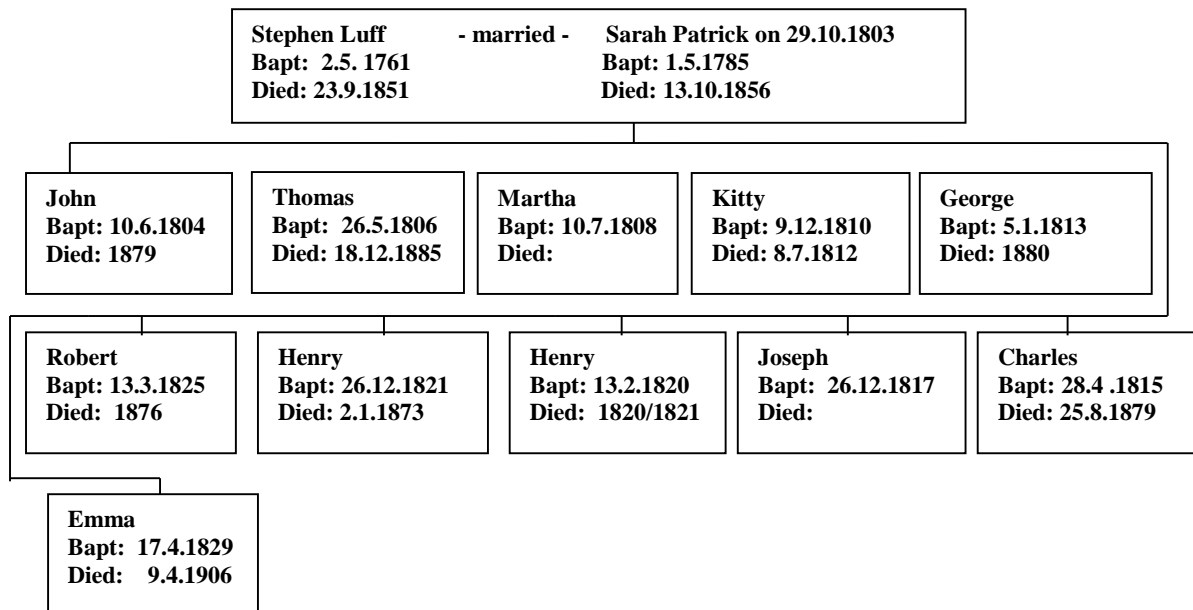 Stephen Luff - married - Sarah Patrick on 29.10.1803
Bapt: 2.5. 1761 Bapt: 1.5.1785
Died: 23.9.1851 Died: 13.10.1856
John
Bapt: 10.6.1804
Died: 1879
Thomas
Bapt: 26.5.1806
Died: 18.12.1885
Martha
Bapt: 10.7.1808
Died:
Kitty
Bapt: 9.12.1810
Died: 8.7.1812
George
Bapt: 5.1.1813
Died: 1880
Robert
Bapt: 13.3.1825
Died: 1876
Henry
Bapt: 26.12.1821
Died: 2.1.1873
Henry
Bapt: 13.2.1820
Died: 1820/1821
Joseph
Bapt: 26.12.1817
Died:
Charles
Bapt: 28.4 .1815
Died: 25.8.1879
Emma
Bapt: 17.4.1829
Died: 9.4.1906